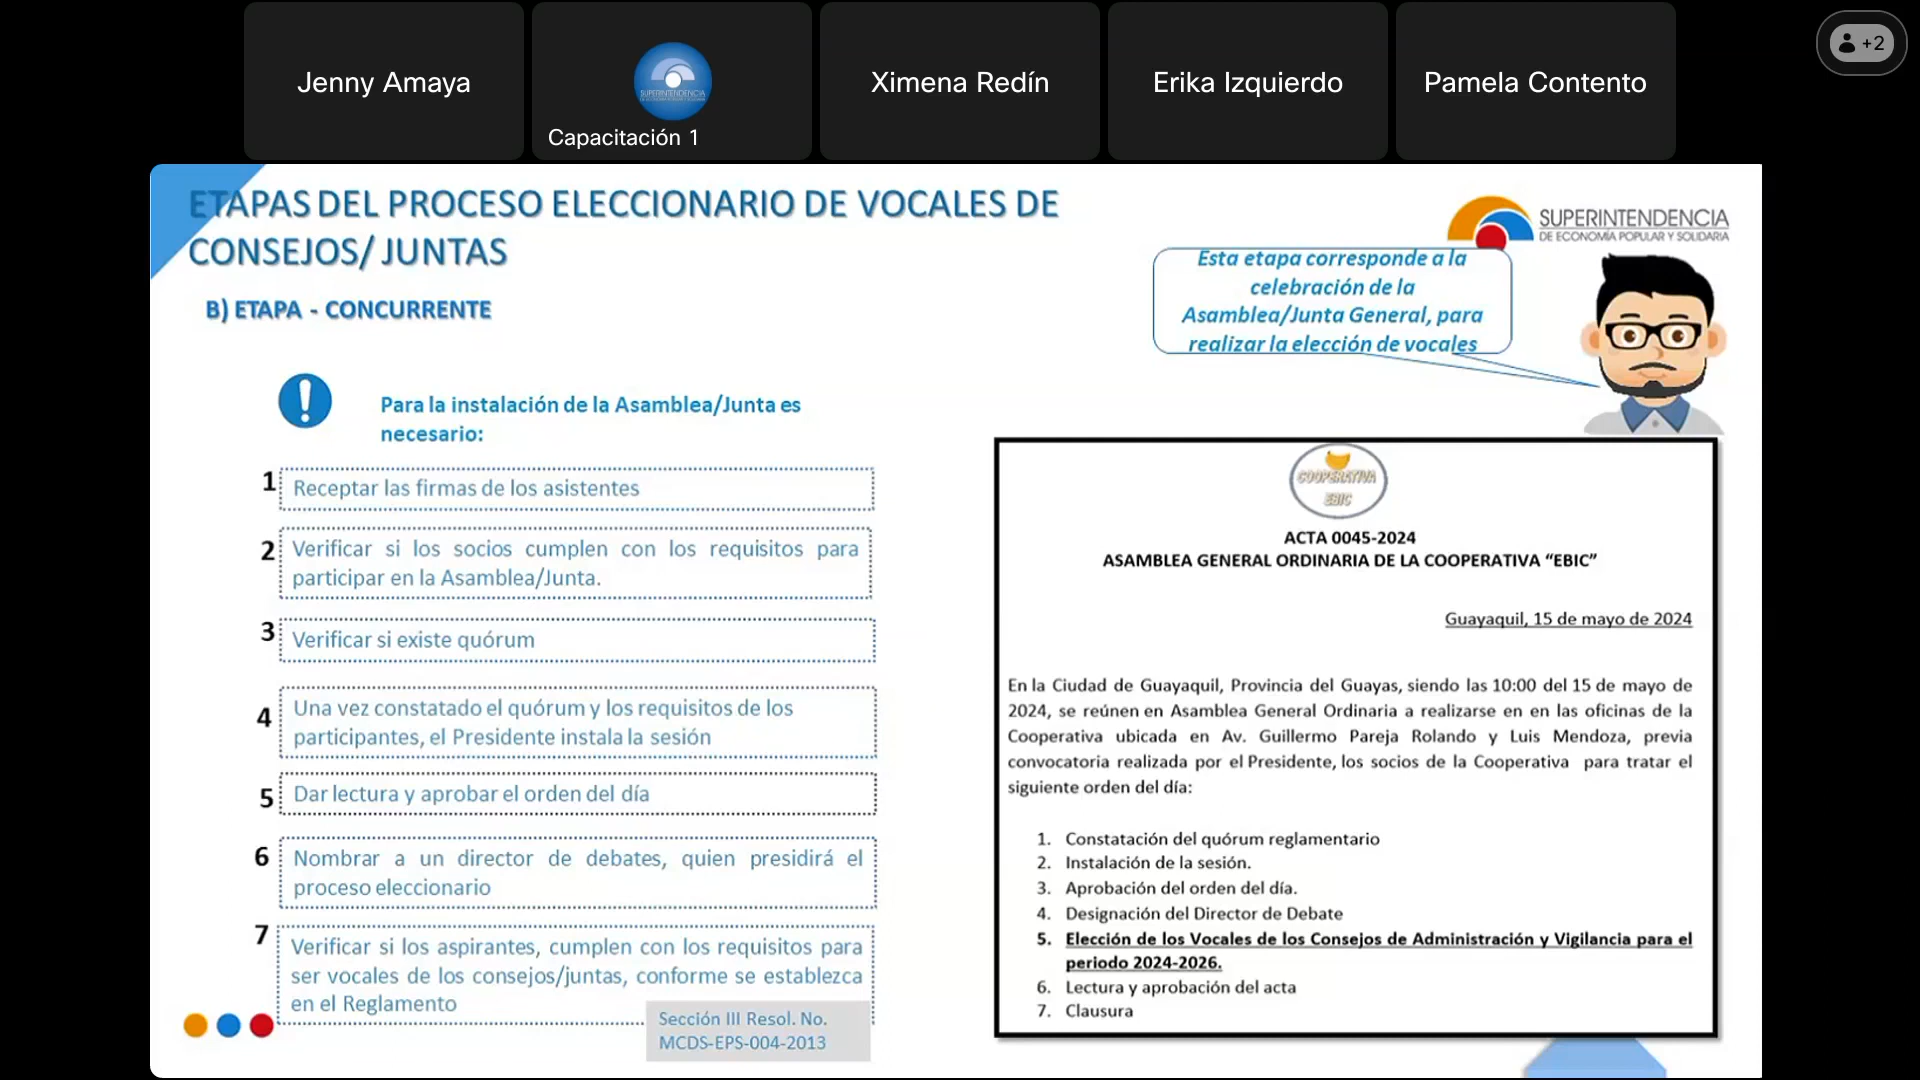 Jenny Amaya
SUPERINTENDENCIA
Capacitación 1
Ximena Redín
Erika Izquierdo
Pamela Contento
+2
ETAPAS DEL PROCESO ELECCIONARIO DE VOCALES DE
CONSEJOS/ JUNTAS
B) ETAPA - CONCURRENTE
SUPERINTENDENCIA
DE ECONOMÍA POPULAR Y SOLIDARIA
Esta etapa corresponde a la
celebración de la
Asamblea/Junta General, para
realizar la elección de vocales
Para la instalación de la Asamblea/Junta es
necesario:
1 Receptar las firmas de los asistentes
2 Verificar si los socios cumplen con los requisitos para
participar en la Asamblea/Junta.
3 Verificar si existe quórum
4 Una vez constatado el quórum y los requisitos de los
participantes, el Presidente instala la sesión
5 Dar lectura y aprobar el orden del día
6 Nombrar a un director de debates, quien presidirá el
proceso eleccionario
7 Verificar si los aspirantes, cumplen con los requisitos para
ser vocales de los consejos/juntas, conforme se establezca
en el Reglamento
Sección III Resol. No.
MCDS-EPS-004-2013
COOPERATIVA
EBIC
ACTA 0045-2024
ASAMBLEA GENERAL ORDINARIA DE LA COOPERATIVA “EBIC”
Guayaquil, 15 de mayo de 2024
En la Ciudad de Guayaquil, Provincia del Guayas, siendo las 10:00 del 15 de mayo de
2024, se reúnen en Asamblea General Ordinaria a realizarse en en las oficinas de la
Cooperativa ubicada en Av. Guillermo Pareja Rolando y Luis Mendoza, previa
convocatoria realizada por el Presidente, los socios de la Cooperativa para tratar el
siguiente orden del día:
1. Constatación del quórum reglamentario
2. Instalación de la sesión.
3. Aprobación del orden del día.
4. Designación del Director de Debate
5. Elección de los Vocales de los Consejos de Administración y Vigilancia para el
periodo 2024-2026.
6. Lectura y aprobación del acta
7. Clausura